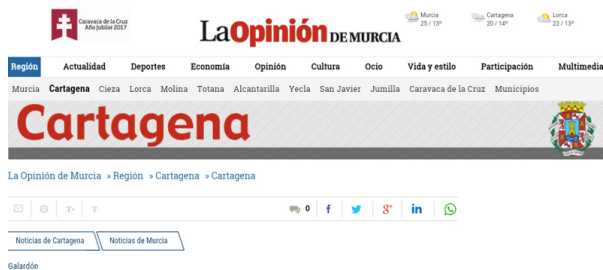 Caravaca de la Cruz
Año Jubilar 2017
LaOpinión DE MURCIA
Murcia
25 / 13º
Cartagena
20 / 14º
Lorca
23 / 13º
Región Actualidad Deportes Economía Opinión Cultura Ocio Vida y estilo Participación Multimedia
Murcia Cartagena Cieza Lorca Molina Totana Alcantarilla Yecla San Javier Jumilla Caravaca de la Cruz Municipios
Cartagena
La Opinión de Murcia » Región » Cartagena » Cartagena
T+ T- 0 f g+ in
Noticias de Cartagena Noticias de Murcia
Galardón